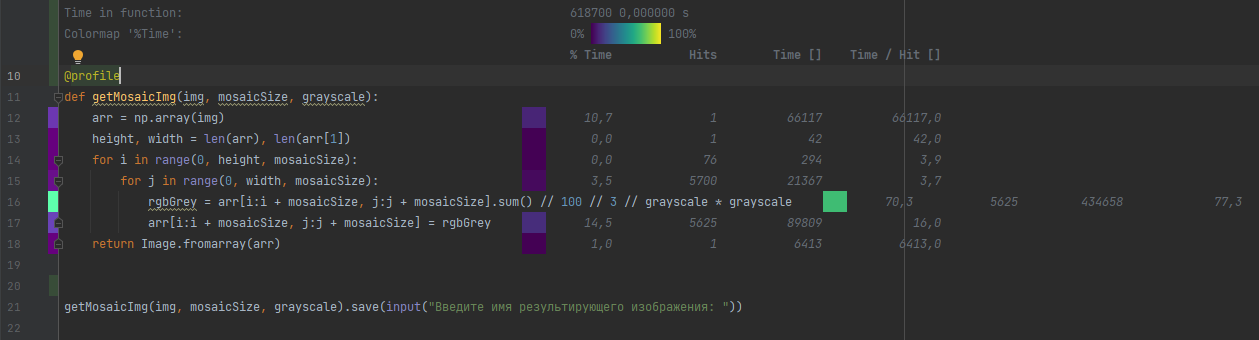 Time in function: 618700 0,000000 s
Colormap '%Time': 0% 100%
% Time Hits Time [] Time / Hit []
10 @profile
11 def getMosaicImg(img, mosaicSize, grayscale):
12 arr = np.array(img) 10,7 1 66117 66117,0
13 height, width = len(arr), len(arr[1]) 0,0 1 42 42,0
14 for i in range(0, height, mosaicSize): 0,0 76 294 3,9
15 for j in range(0, width, mosaicSize): 3,5 5700 21367 3,7
16 rgbGrey = arr[i:i + mosaicSize, j:j + mosaicSize].sum() // 100 // 3 // grayscale * grayscale 70,3 5625 434658 77,3
17 arr[i:i + mosaicSize, j:j + mosaicSize] = rgbGrey 14,5 5625 89809 16,0
18 return Image.fromarray(arr) 1,0 1 6413 6413,0
19
20
21 getMosaicImg(img, mosaicSize, grayscale).save(input("Введите имя результирующего изображения: "))
22